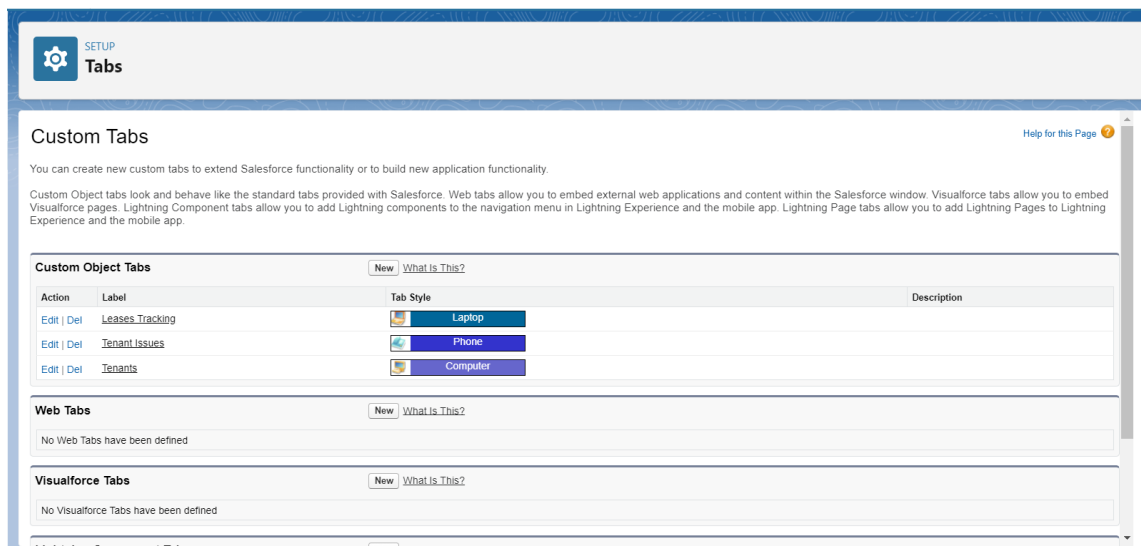 SETUP
Tabs
Custom Tabs
Help for this Page
You can create new custom tabs to extend Salesforce functionality or to build new application functionality.
Custom Object tabs look and behave like the standard tabs provided with Salesforce. Web tabs allow you to embed external web applications and content within the Salesforce window. Visualforce tabs allow you to embed
Visualforce pages. Lightning Component tabs allow you to add Lightning components to the navigation menu in Lightning Experience and the mobile app. Lightning Page tabs allow you to add Lightning Pages to Lightning
Experience and the mobile app.
Custom Object Tabs New What Is This?
Action Label Tab Style Description
Edit | Del Leases Tracking Laptop
Edit | Del Tenant Issues Phone
Edit | Del Tenants Computer
Web Tabs New What Is This?
No Web Tabs have been defined
Visualforce Tabs New What Is This?
No Visualforce Tabs have been defined